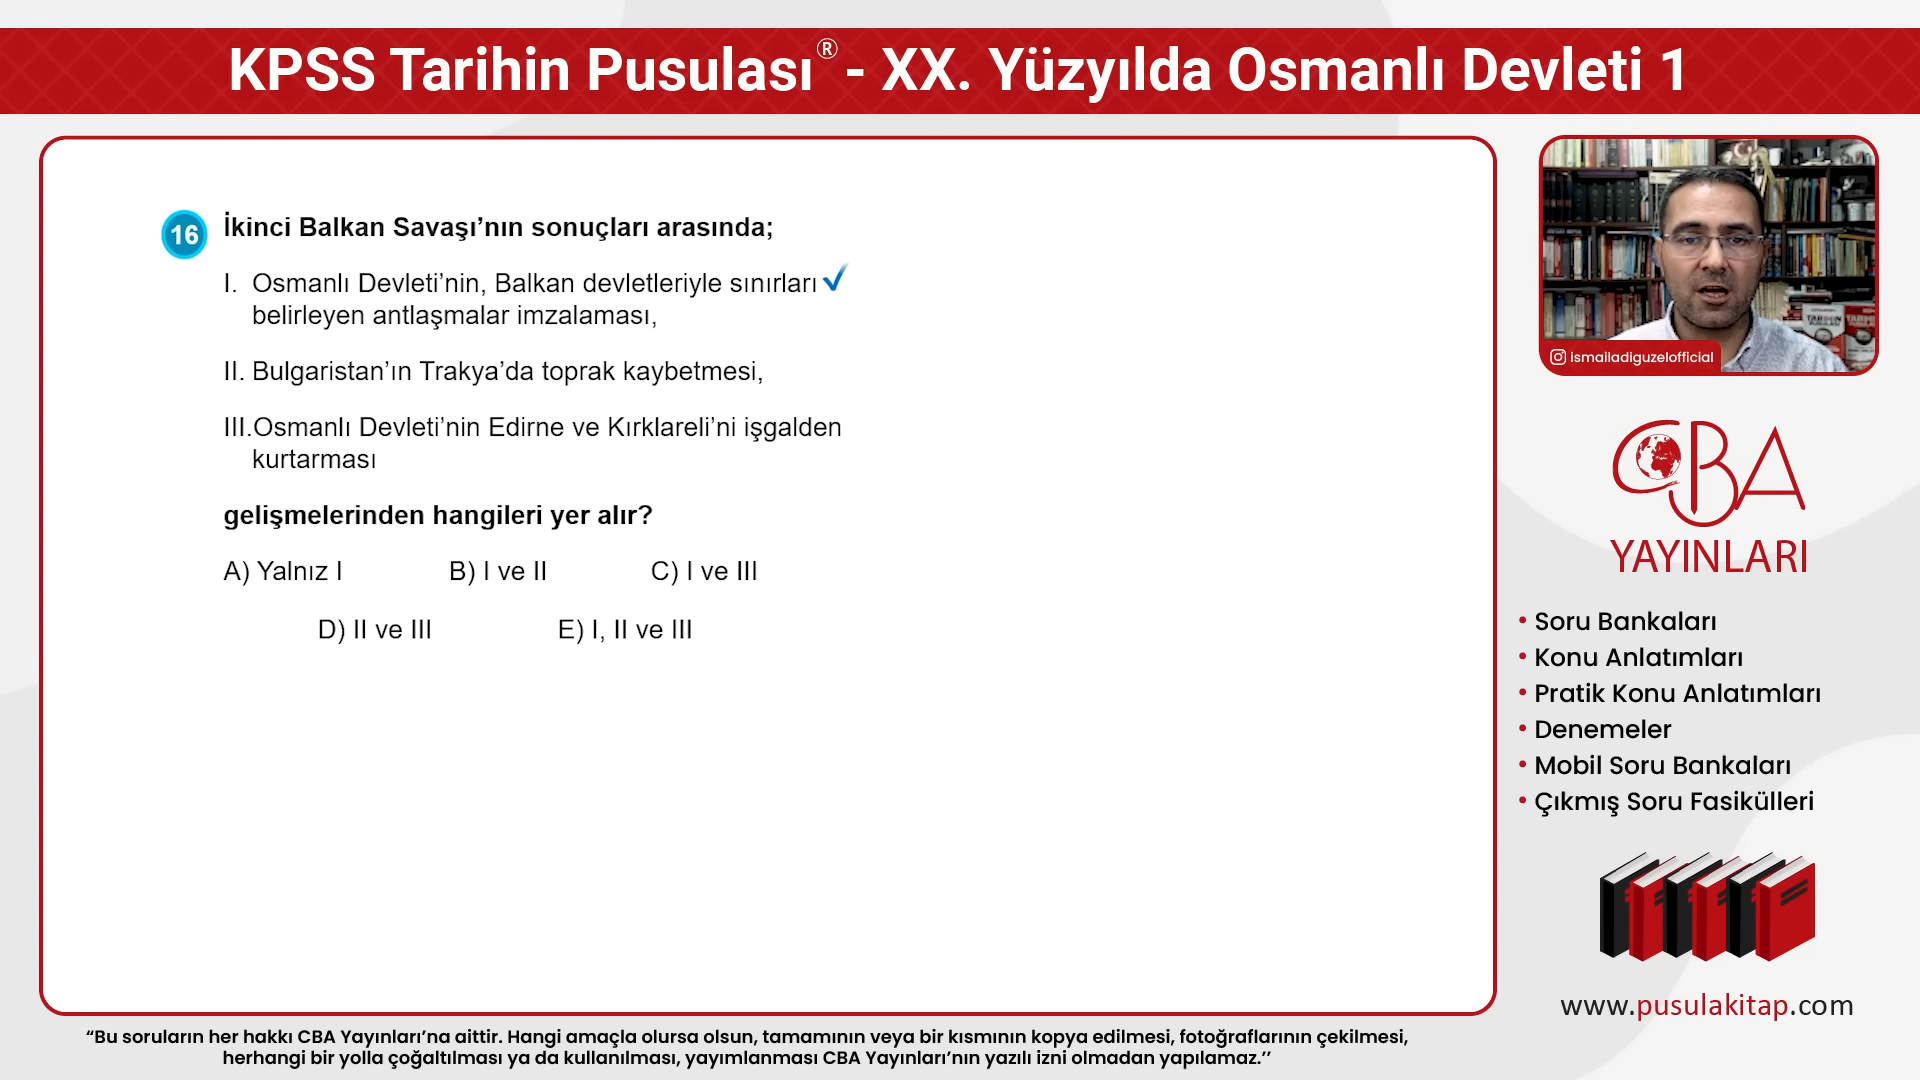 KPSS Tarihin Pusulası® - XX. Yüzyılda Osmanlı Devleti 1
16 İkinci Balkan Savaşı’nın sonuçları arasında;
I. Osmanlı Devleti’nin, Balkan devletleriyle sınırları
belirleyen antlaşmalar imzalaması,
II. Bulgaristan’ın Trakya’da toprak kaybetmesi,
III.Osmanlı Devleti’nin Edirne ve Kırklareli’ni işgalden
kurtarması
gelişmelerinden hangileri yer alır?
A) Yalnız I B) I ve II C) I ve III
D) II ve III E) I, II ve III
ismailadiguzelofficial
CBA
YAYINLARI
• Soru Bankaları
• Konu Anlatımları
• Pratik Konu Anlatımları
• Denemeler
• Mobil Soru Bankaları
• Çıkmış Soru Fasikülleri
www.pusulakitap.com
“Bu soruların her hakkı CBA Yayınları’na aittir. Hangi amaçla olursa olsun, tamamının veya bir kısmının kopya edilmesi, fotoğraflarının çekilmesi,
herhangi bir yolla çoğaltılması ya da kullanılması, yayımlanması CBA Yayınları’nın yazılı izni olmadan yapılamaz.’’